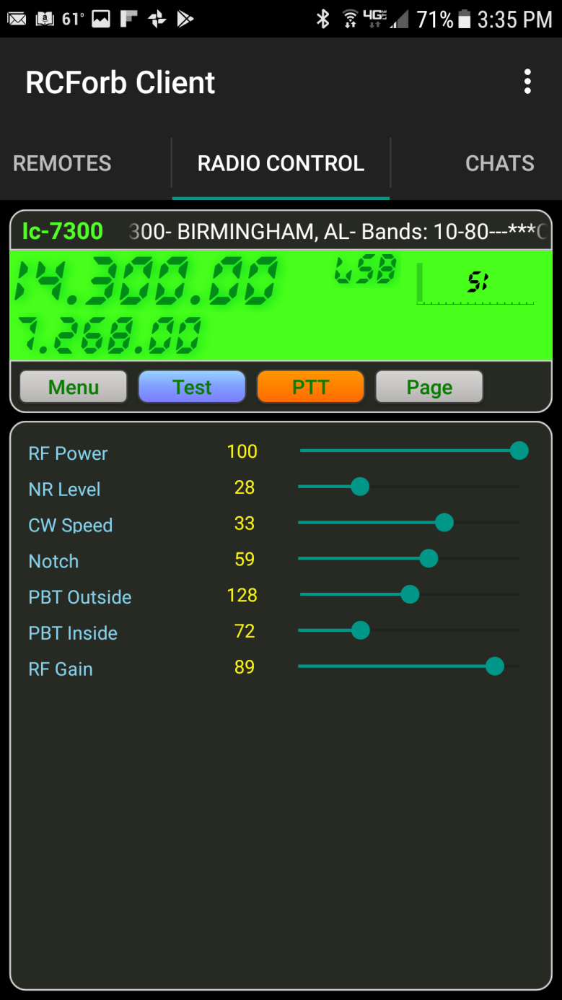 61° 4G LTE 71% 3:35 PM
RCForb Client
REMOTES RADIO CONTROL CHATS
Ic-7300 300- BIRMINGHAM, AL- Bands: 10-80---***
14.300.00 USB S1
7.268.00
Menu Test PTT Page
RF Power 100
NR Level 28
CW Speed 33
Notch 59
PBT Outside 128
PBT Inside 72
RF Gain 89